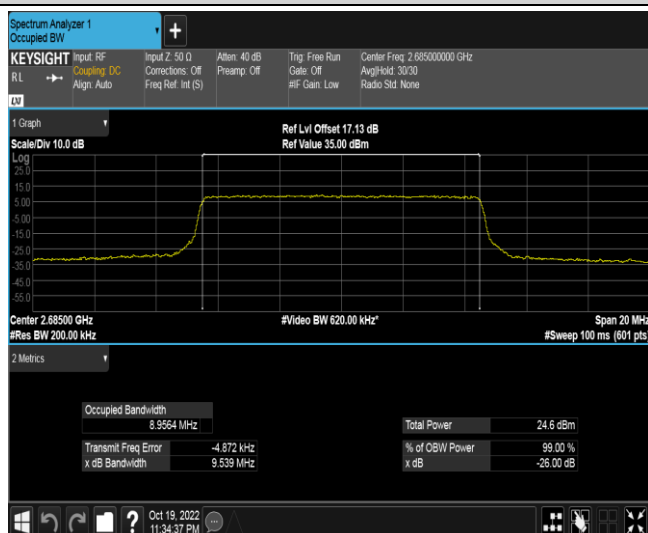 Spectrum Analyzer 1
Occupied BW
+
KEYSIGHT
RL
LXI
Input: RF
Coupling: DC
Align: Auto
Input Z: 50 Ω
Corrections: Off
Freq Ref: Int (S)
Atten: 40 dB
Preamp: Off
Trig: Free Run
Gate: Off
#IF Gain: Low
Center Freq: 2.685000000 GHz
Avg|Hold: 30/30
Radio Std: None
1 Graph
Scale/Div 10.0 dB
Ref Lvl Offset 17.13 dB
Ref Value 35.00 dBm
Log
25.0
15.0
5.00
-5.00
-15.0
-25.0
-35.0
-45.0
-55.0
Center 2.68500 GHz
#Res BW 200.00 kHz
#Video BW 620.00 kHz*
Span 20 MHz
#Sweep 100 ms (601 pts)
2 Metrics
Occupied Bandwidth
8.9564 MHz
Total Power 24.6 dBm
Transmit Freq Error -4.872 kHz
% of OBW Power 99.00 %
x dB Bandwidth 9.539 MHz
x dB -26.00 dB
?
Oct 19, 2022
11:34:37 PM